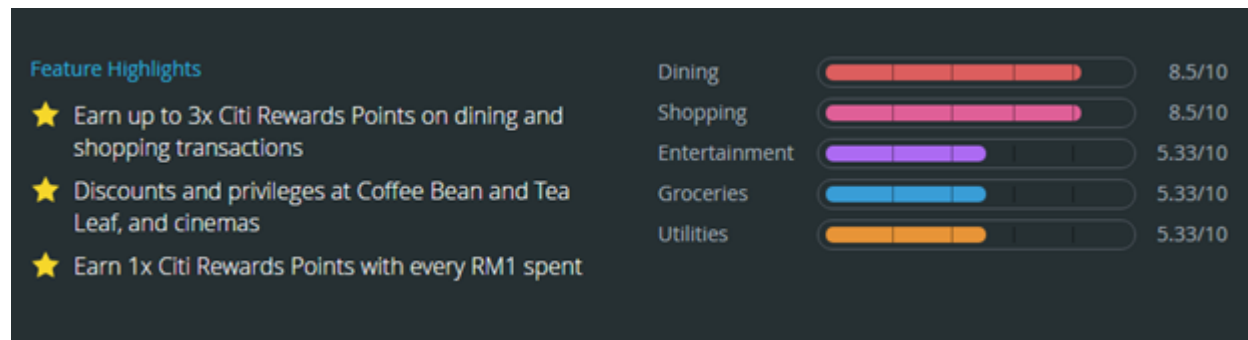 Feature Highlights
Earn up to 3x Citi Rewards Points on dining and
shopping transactions
Discounts and privileges at Coffee Bean and Tea
Leaf, and cinemas
Earn 1x Citi Rewards Points with every RM1 spent
Dining 8.5/10
Shopping 8.5/10
Entertainment 5.33/10
Groceries 5.33/10
Utilities 5.33/10